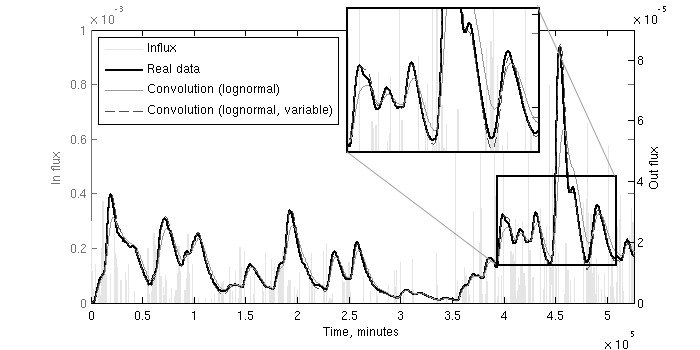 × 10⁻³
× 10⁻⁵
1
0.8
0.6
0.4
0.2
0
In flux
Influx
Real data
Convolution (lognormal)
Convolution (lognormal, variable)
8
6
4
2
0
Out flux
0 0.5 1 1.5 2 2.5 3 3.5 4 4.5 5
Time, minutes
× 10⁵